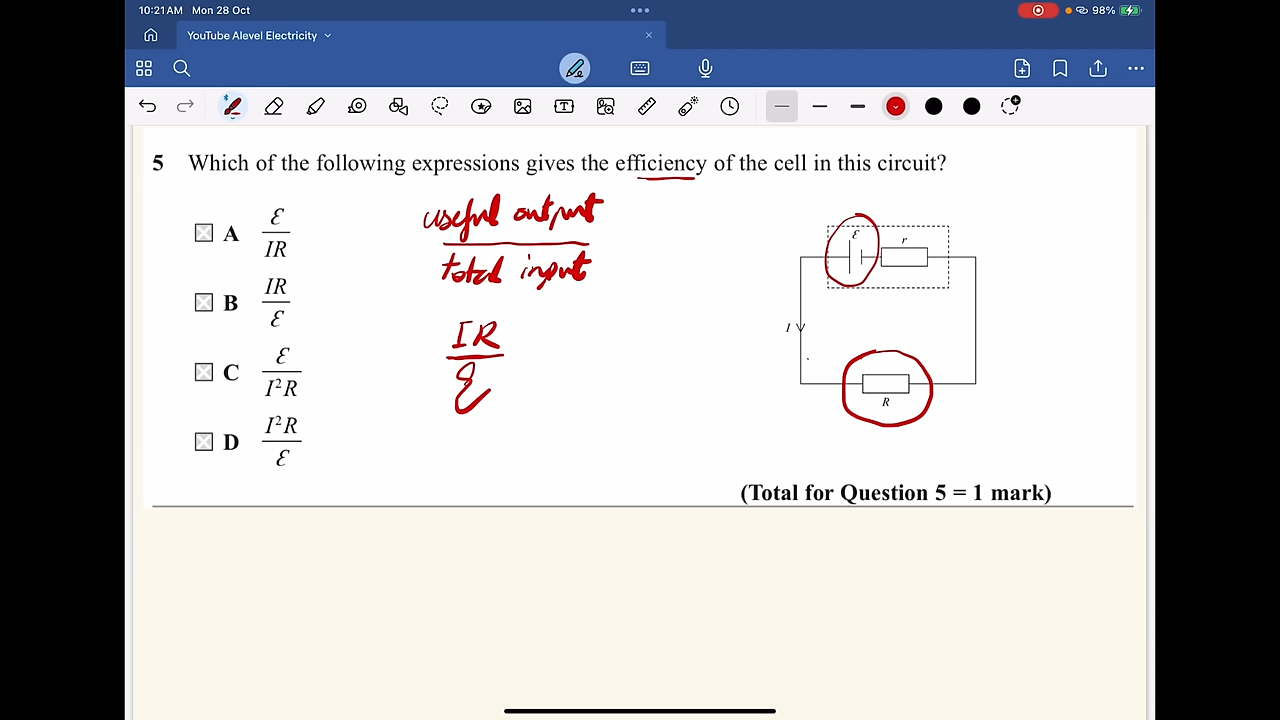 10:21AM Mon 28 Oct
98%
YouTube Alevel Electricity
5 Which of the following expressions gives the efficiency of the cell in this circuit?
A ℰ/IR
B IR/ℰ
C ℰ/I²R
D I²R/ℰ
useful output
total input
IR
ℰ
ℰ
r
I
R
(Total for Question 5 = 1 mark)